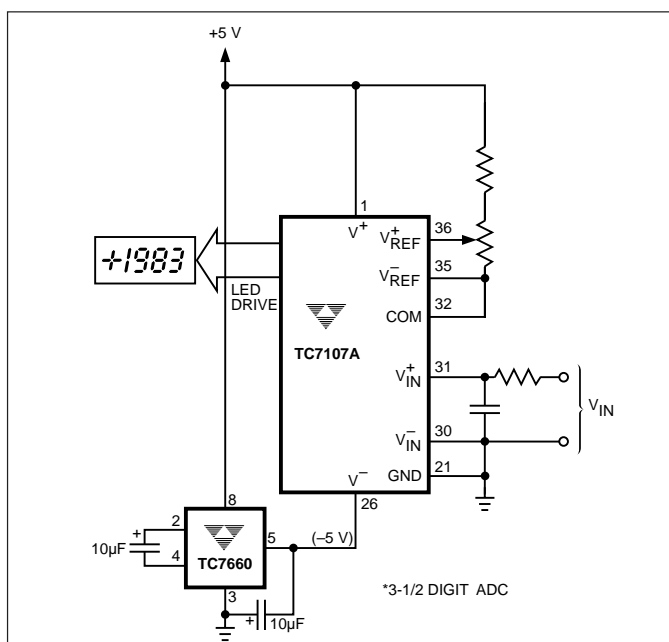 +5 V
1
V+
36
V+REF
35
V–REF
+1983
LED
DRIVE
32
COM
TC7107A
31
V+IN
VIN
30
V–IN
21
GND
V–
26
8
2
+
10µF
4
TC7660
5
(–5 V)
3
+
10µF
*3-1/2 DIGIT ADC